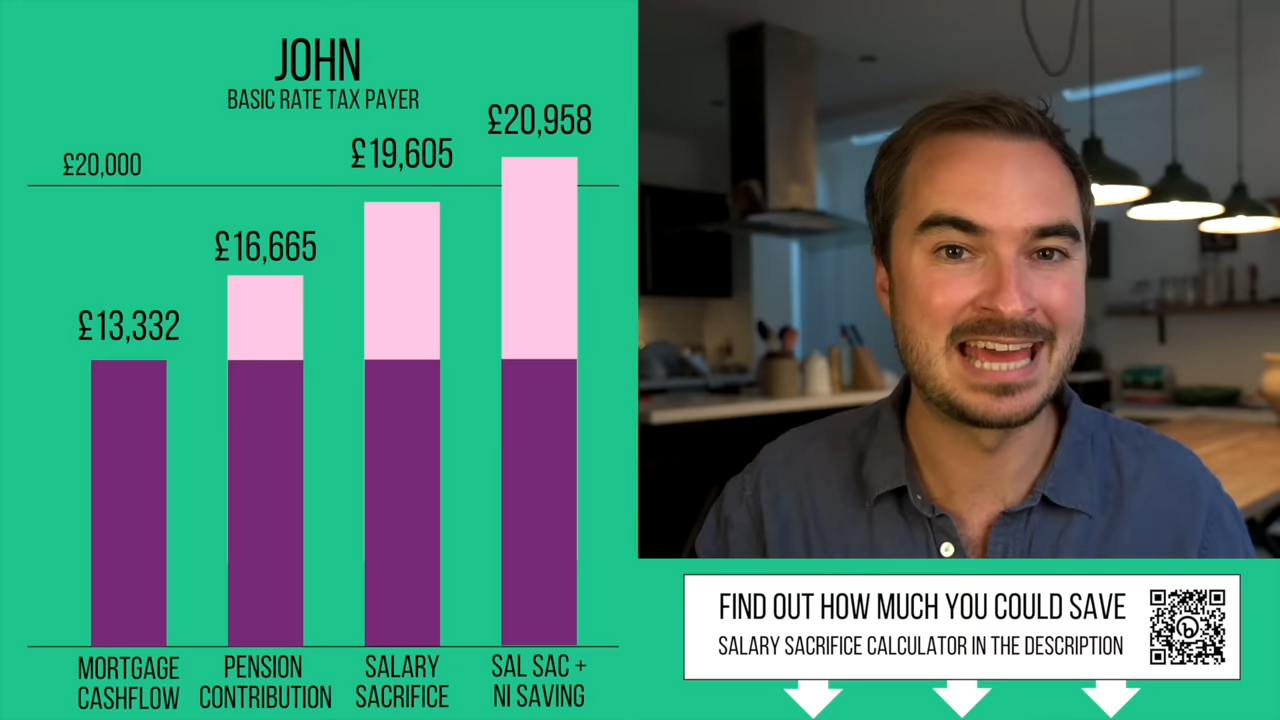 JOHN
BASIC RATE TAX PAYER
£20,958
£19,605
£20,000
£16,665
£13,332
MORTGAGE
CASHFLOW
PENSION
CONTRIBUTION
SALARY
SACRIFICE
SAL SAC +
NI SAVING
FIND OUT HOW MUCH YOU COULD SAVE
SALARY SACRIFICE CALCULATOR IN THE DESCRIPTION